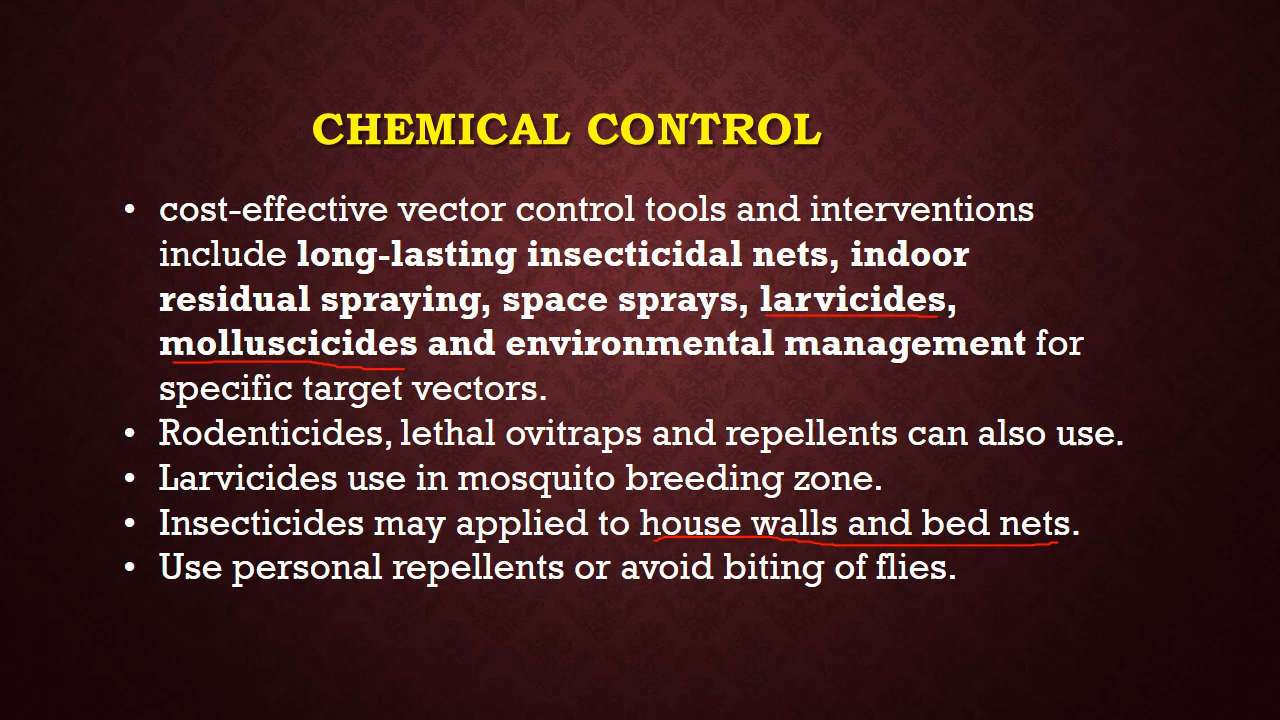 CHEMICAL CONTROL
• cost-effective vector control tools and interventions
include long-lasting insecticidal nets, indoor
residual spraying, space sprays, larvicides,
molluscicides and environmental management for
specific target vectors.
• Rodenticides, lethal ovitraps and repellents can also use.
• Larvicides use in mosquito breeding zone.
• Insecticides may applied to house walls and bed nets.
• Use personal repellents or avoid biting of flies.